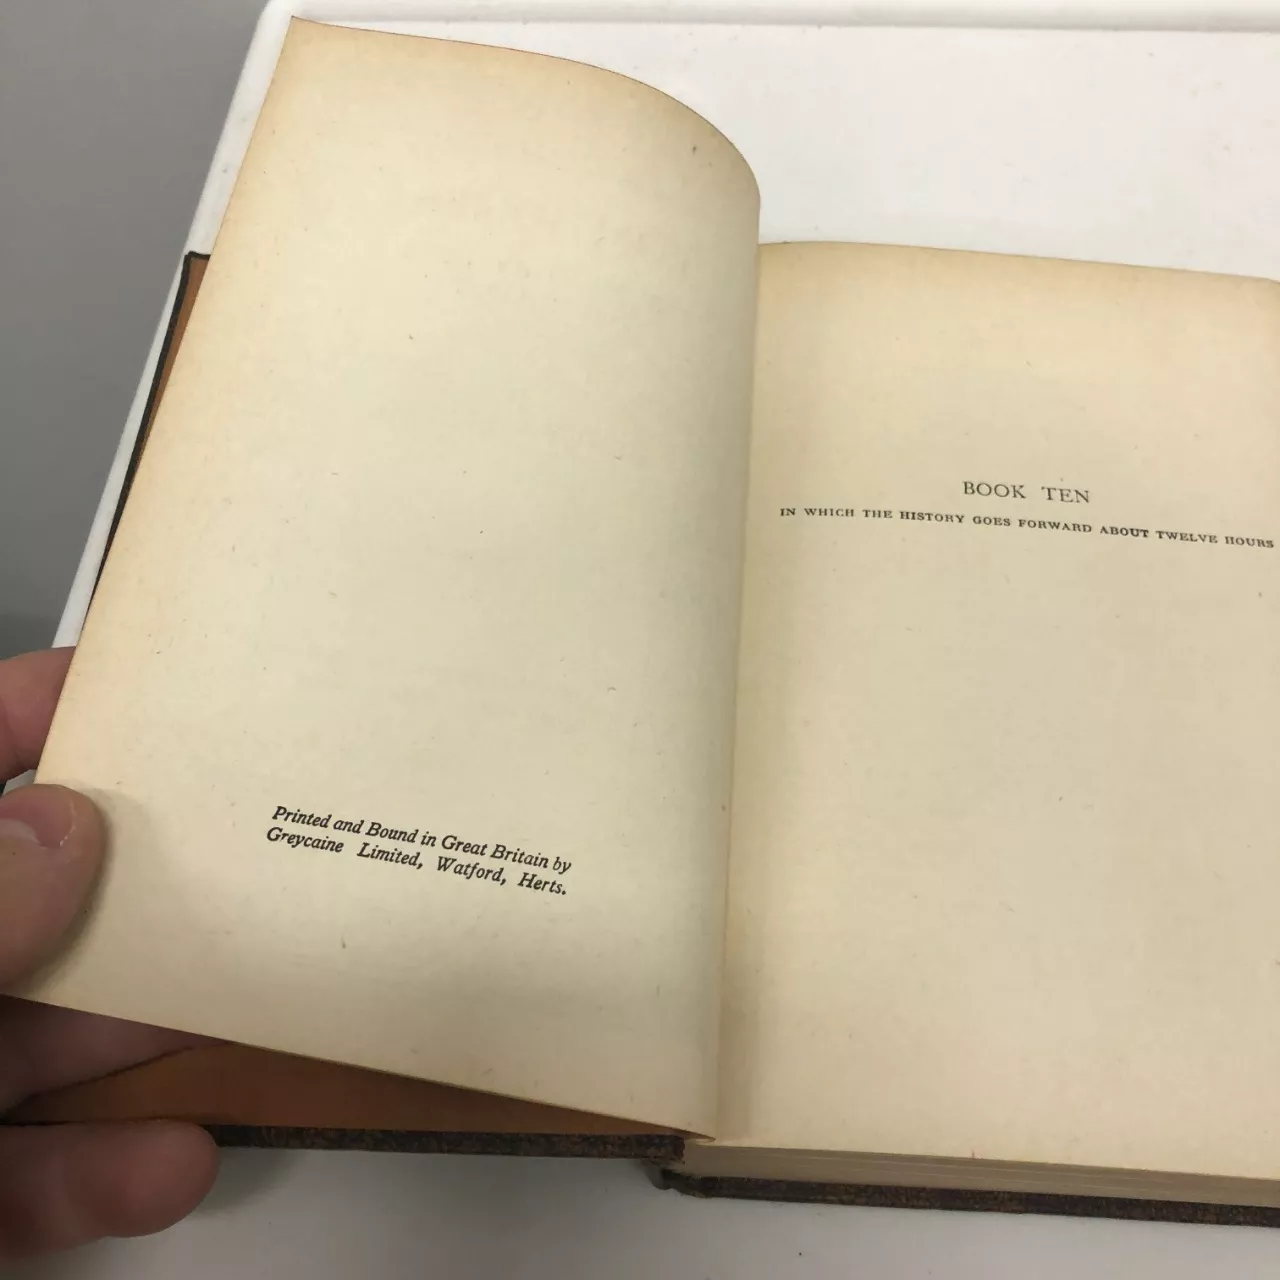 Printed and Bound in Great Britain by
Greycaine Limited, Watford, Herts.
BOOK TEN
IN WHICH THE HISTORY GOES FORWARD ABOUT TWELVE HOURS